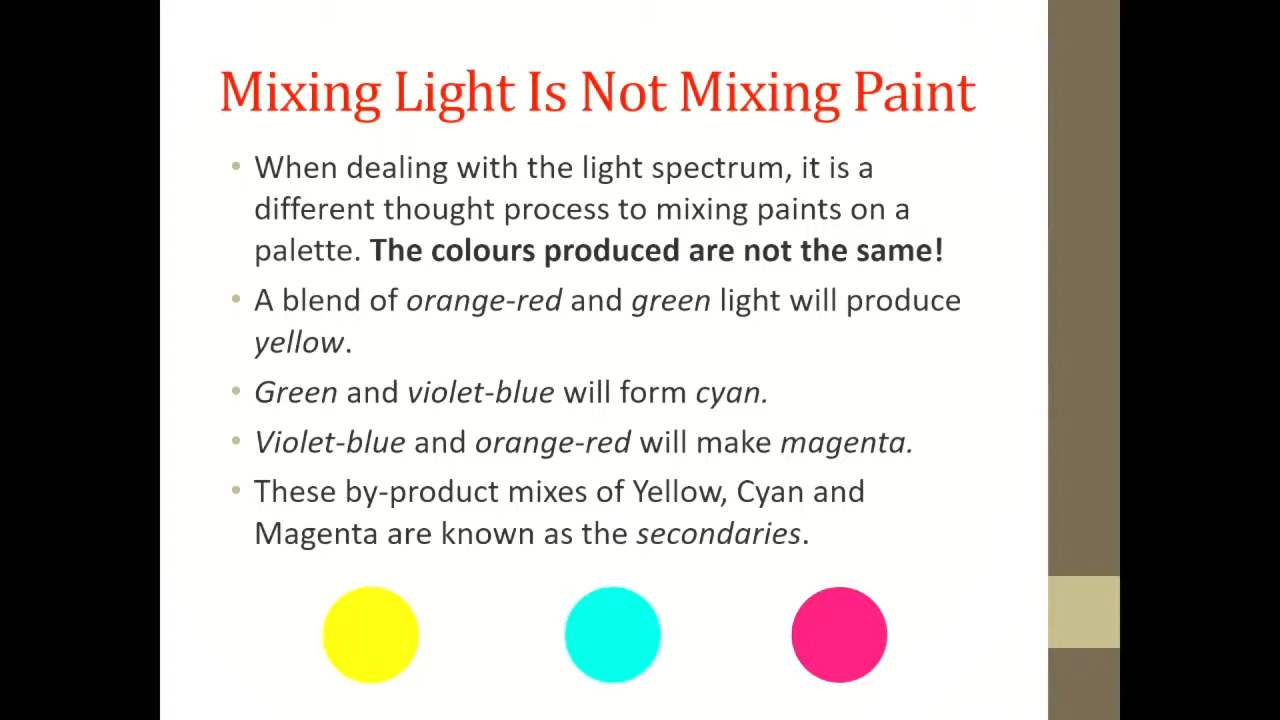 Mixing Light Is Not Mixing Paint
• When dealing with the light spectrum, it is a
different thought process to mixing paints on a
palette. The colours produced are not the same!
• A blend of orange-red and green light will produce
yellow.
• Green and violet-blue will form cyan.
• Violet-blue and orange-red will make magenta.
• These by-product mixes of Yellow, Cyan and
Magenta are known as the secondaries.